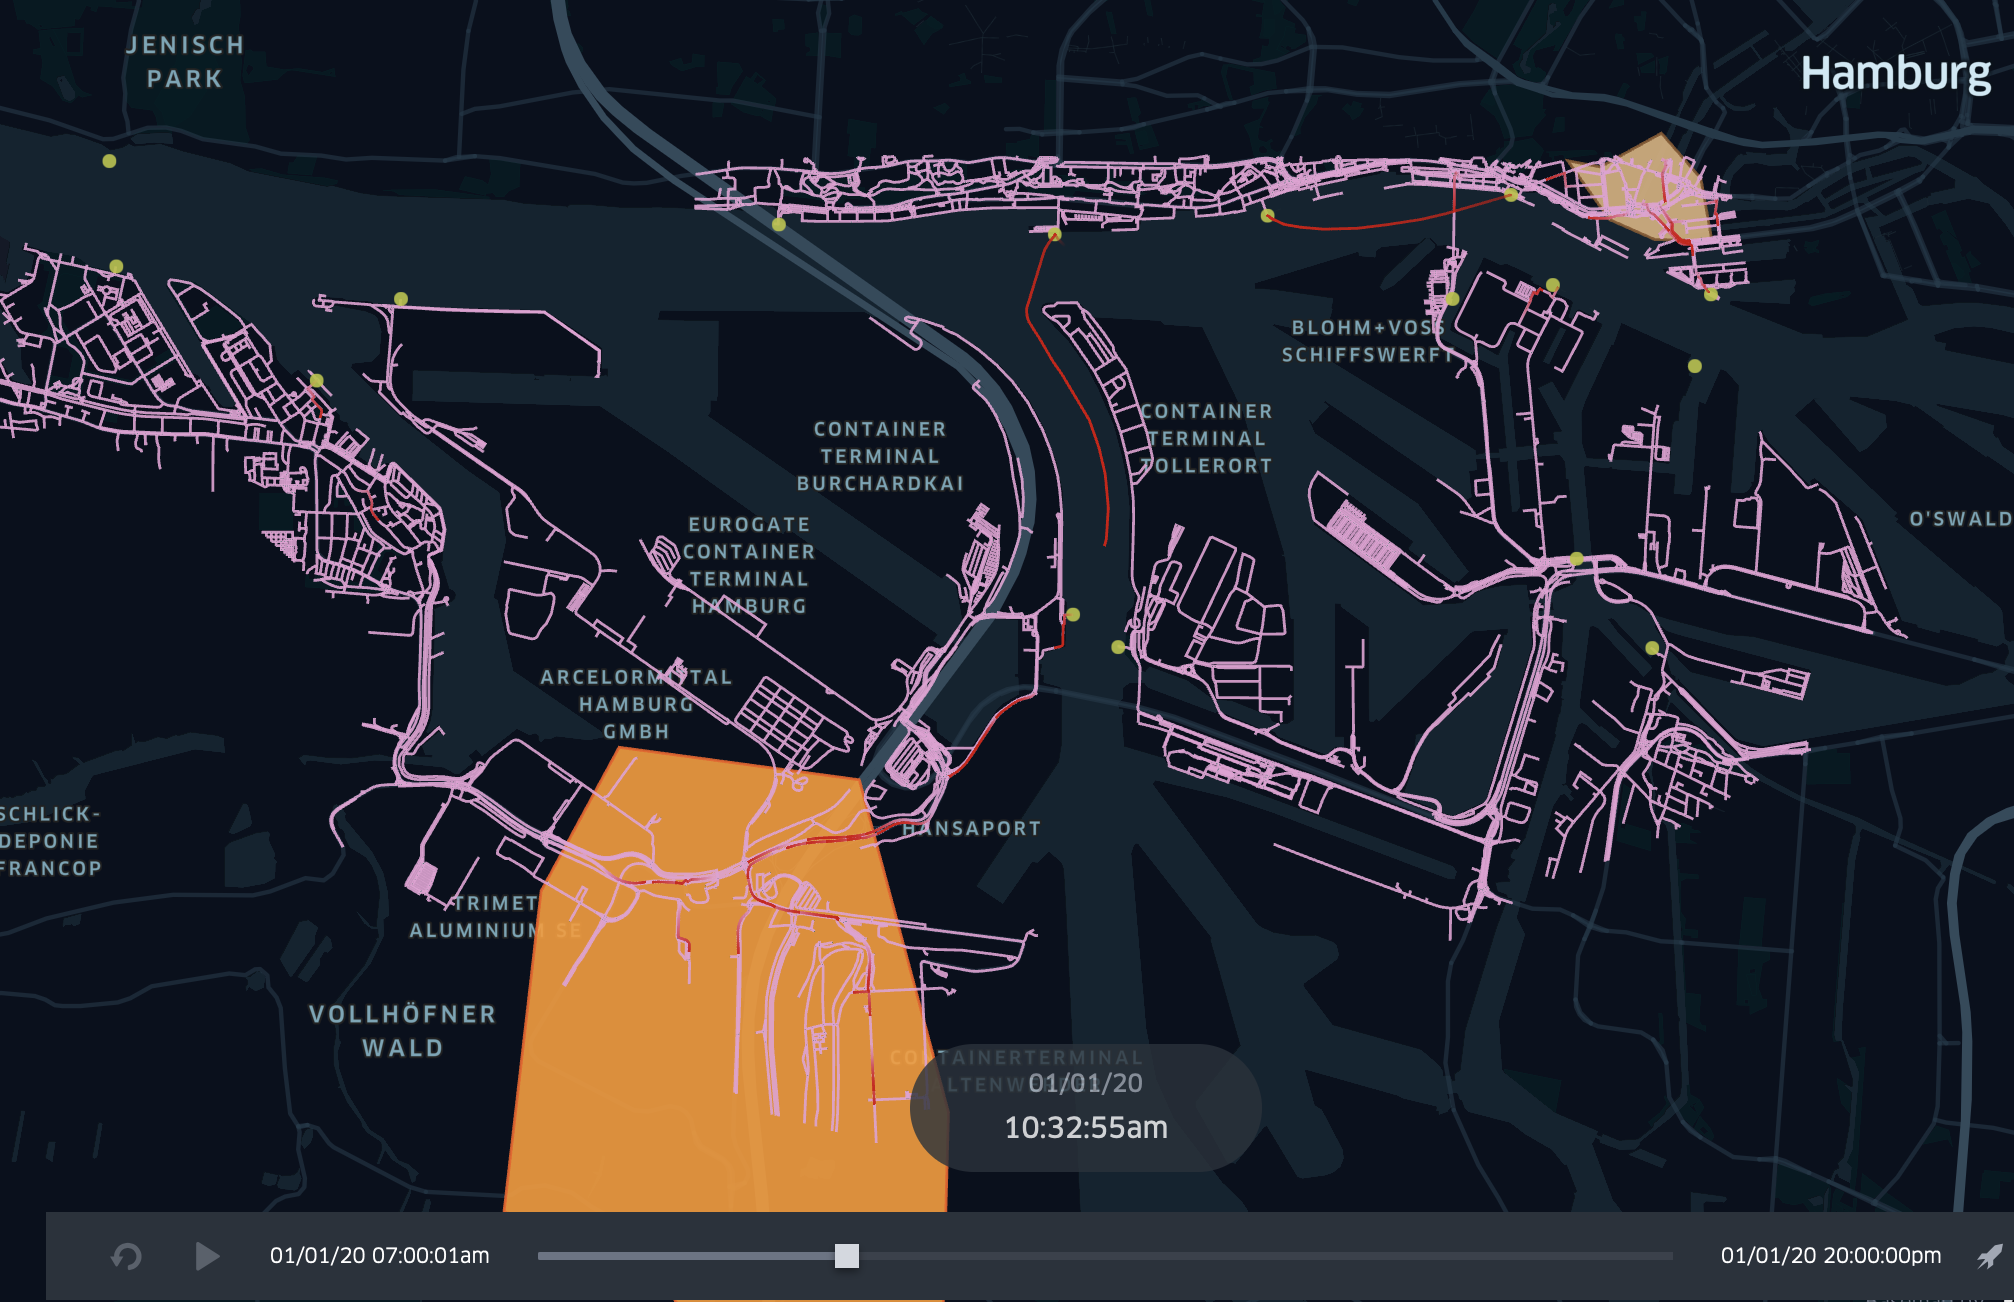 JENISCH
PARK
Hamburg
BLOHM+VOSS
SCHIFFSWERFT
CONTAINER
TERMINAL
TOLLERORT
CONTAINER
TERMINAL
BURCHARDKAI
EUROGATE
CONTAINER
TERMINAL
HAMBURG
O'SWALD
ARCELORMITTAL
HAMBURG
GMBH
SCHLICK-
DEPONIE
FRANCOP
HANSAPORT
TRIMET
ALUMINIUM SE
VOLLHÖFNER
WALD
CONTAINERTERMINAL
01/01/20
10:32:55am
01/01/20 07:00:01am
01/01/20 20:00:00pm